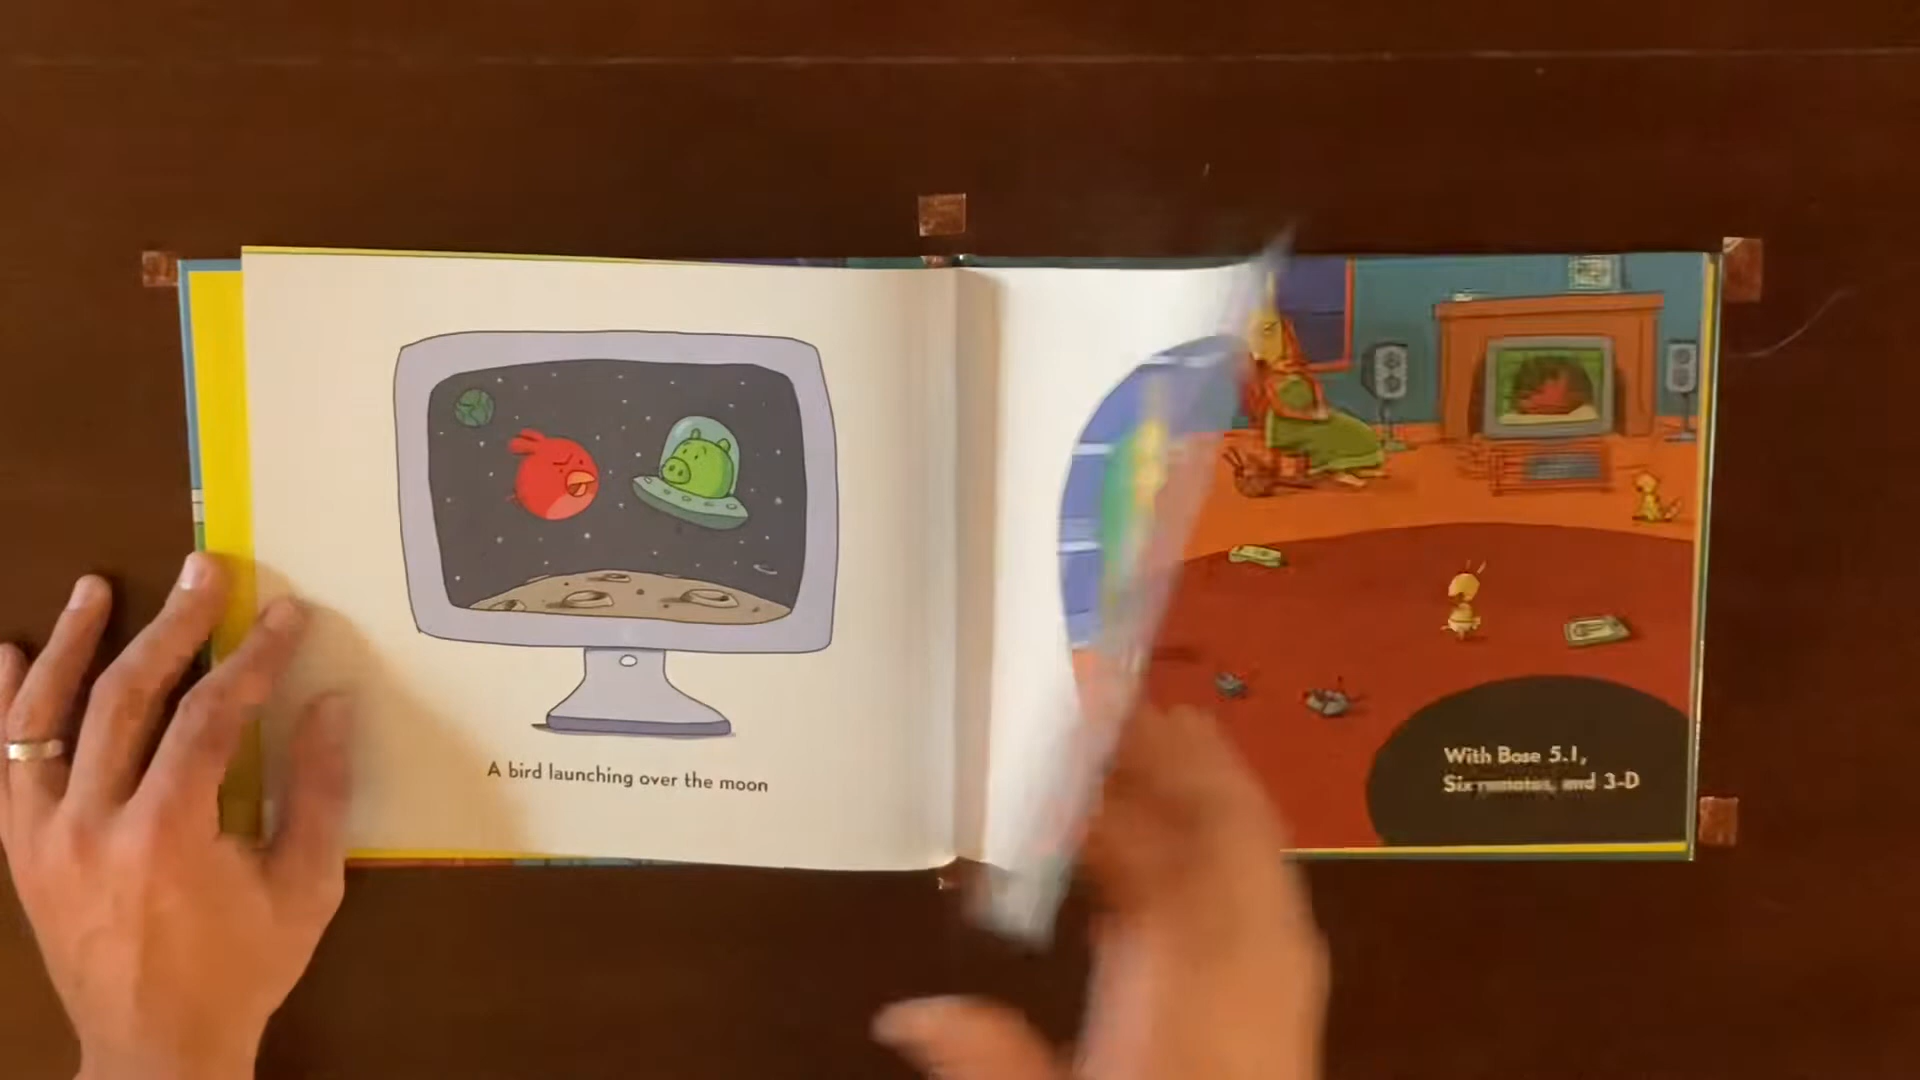 A bird launching over the moon
With Bose 5.1,
Six remotes, and 3-D